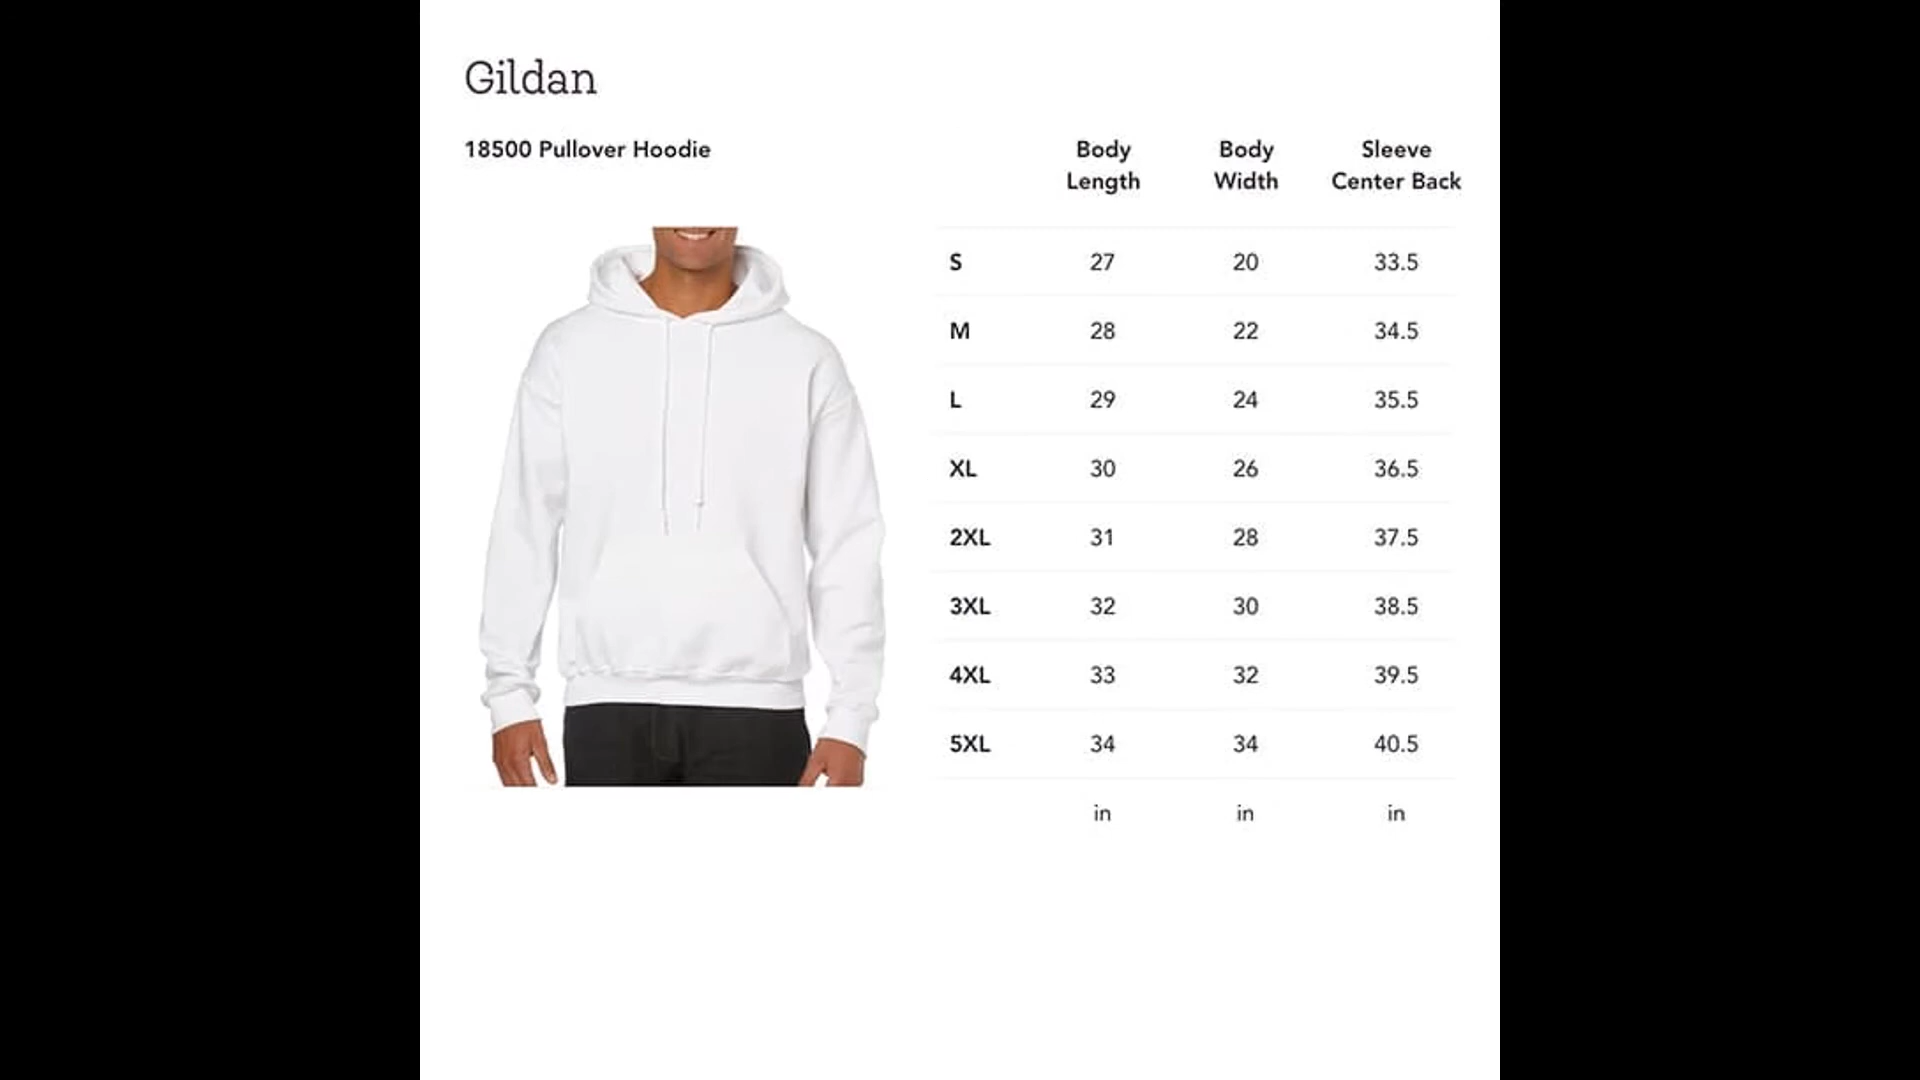 Gildan
18500 Pullover Hoodie
Body Length Body Width Sleeve Center Back
S 27 20 33.5
M 28 22 34.5
L 29 24 35.5
XL 30 26 36.5
2XL 31 28 37.5
3XL 32 30 38.5
4XL 33 32 39.5
5XL 34 34 40.5
in in in